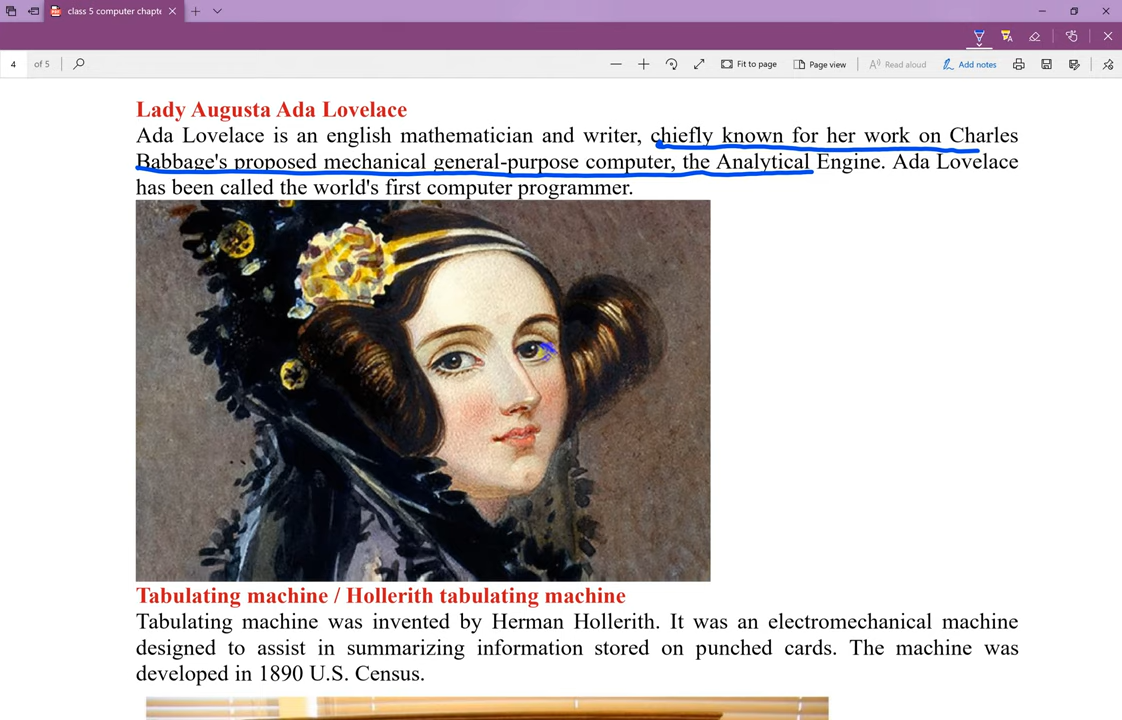 class 5 computer chapte
4 of 5 Fit to page Page view Read aloud Add notes
Lady Augusta Ada Lovelace
Ada Lovelace is an english mathematician and writer, chiefly known for her work on Charles
Babbage's proposed mechanical general-purpose computer, the Analytical Engine. Ada Lovelace
has been called the world's first computer programmer.
Tabulating machine / Hollerith tabulating machine
Tabulating machine was invented by Herman Hollerith. It was an electromechanical machine
designed to assist in summarizing information stored on punched cards. The machine was
developed in 1890 U.S. Census.